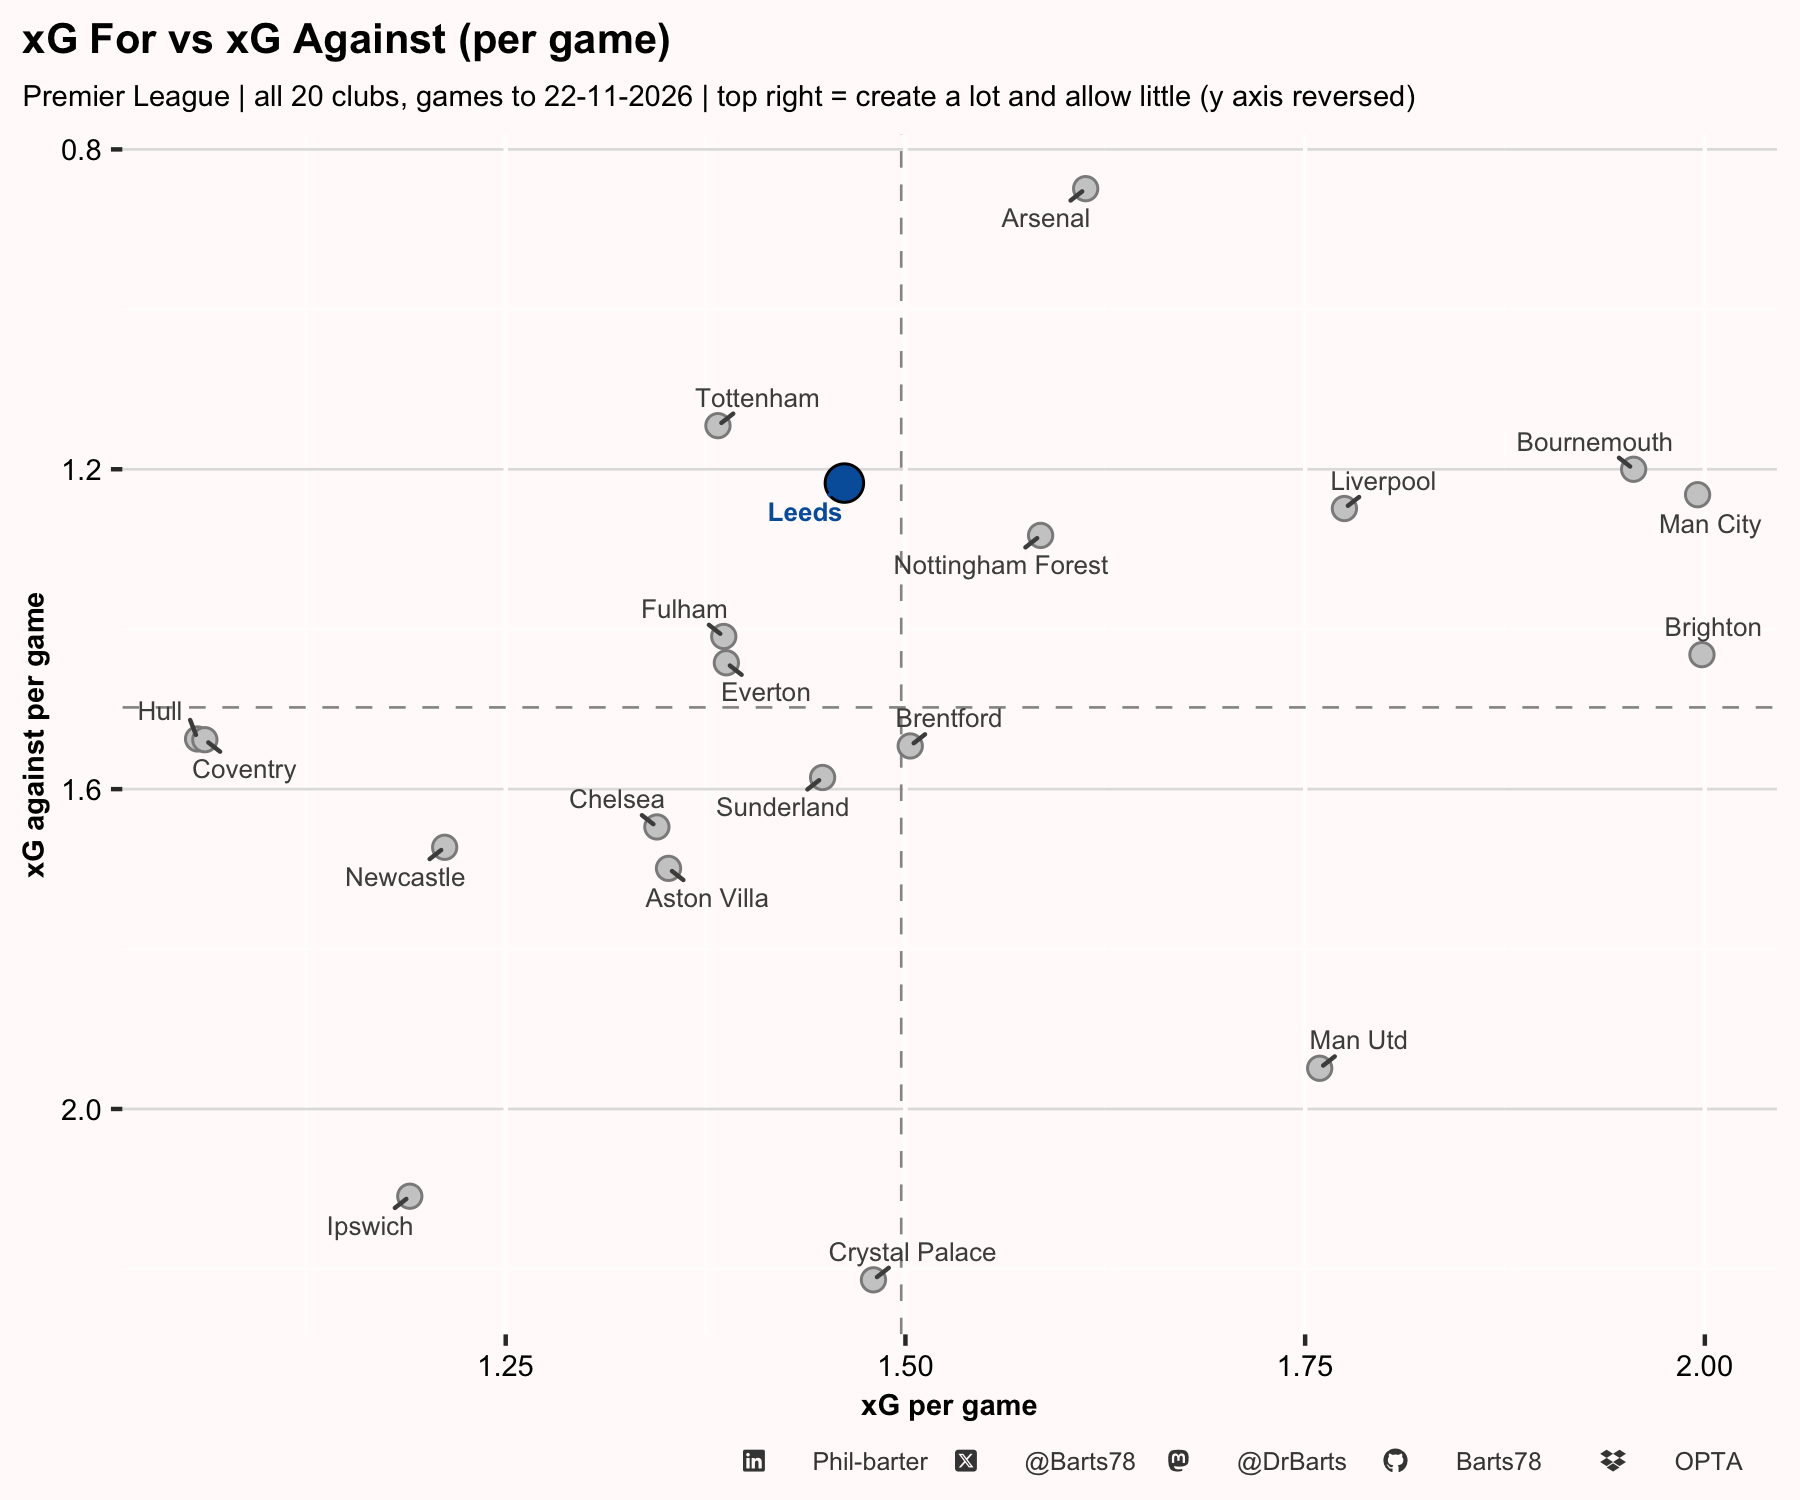 xG For vs xG Against (per game)
Premier League | all 20 clubs, games to 22-11-2026 | top right = create a lot and allow little (y axis reversed)
0.8
Arsenal
Tottenham
Bournemouth
1.2
Liverpool
Leeds
Man City
Nottingham Forest
Fulham
Brighton
Everton
Hull
Brentford
Coventry
1.6
Chelsea
Sunderland
Newcastle
Aston Villa
xG against per game
Man Utd
2.0
Ipswich
Crystal Palace
1.25 1.50 1.75 2.00
xG per game
Phil-barter @Barts78 @DrBarts Barts78 OPTA